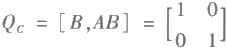 Q_C = [B, AB] = [1 0
0 1]